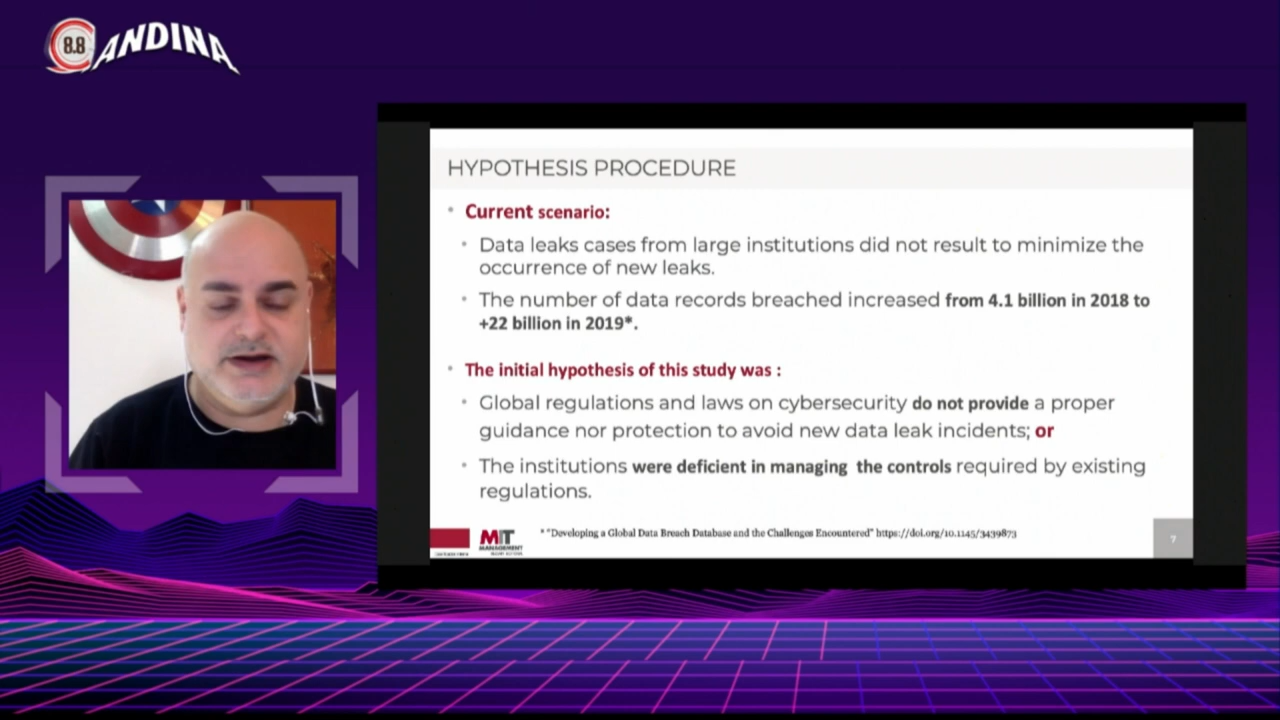 8.8 ANDINA
HYPOTHESIS PROCEDURE
• Current scenario:
• Data leaks cases from large institutions did not result to minimize the
occurrence of new leaks.
• The number of data records breached increased from 4.1 billion in 2018 to
+22 billion in 2019*.
• The initial hypothesis of this study was :
• Global regulations and laws on cybersecurity do not provide a proper
guidance nor protection to avoid new data leak incidents; or
• The institutions were deficient in managing the controls required by existing
regulations.
MIT
MANAGEMENT
* "Developing a Global Data Breach Database and the Challenges Encountered" https://doi.org/10.1145/3439873
7